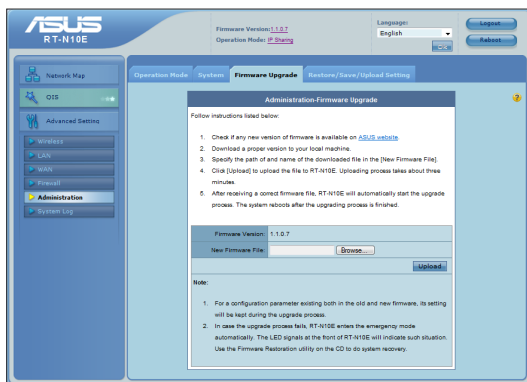 ASUS
RT-N10E
Firmware Version:1.1.0.7
Operation Mode: IP Sharing
Language:
English
Logout
Reboot
Network Map
QIS
Advanced Setting
Wireless
LAN
WAN
Firewall
Administration
System Log
Operation Mode System Firmware Upgrade Restore/Save/Upload Setting
Administration-Firmware Upgrade
Follow instructions listed below:
1. Check if any new version of firmware is available on ASUS website.
2. Download a proper version to your local machine.
3. Specify the path of and name of the downloaded file in the [New Firmware File].
4. Click [Upload] to upload the file to RT-N10E. Uploading process takes about three
minutes.
5. After receiving a correct firmware file, RT-N10E will automatically start the upgrade
process. The system reboots after the upgrading process is finished.
Firmware Version: 1.1.0.7
New Firmware File: Browse...
Upload
Note:
1. For a configuration parameter existing both in the old and new firmware, its setting
will be kept during the upgrade process.
2. In case the upgrade process fails, RT-N10E enters the emergency mode
automatically. The LED signals at the front of RT-N10E will indicate such situation.
Use the Firmware Restoration utility on the CD to do system recovery.